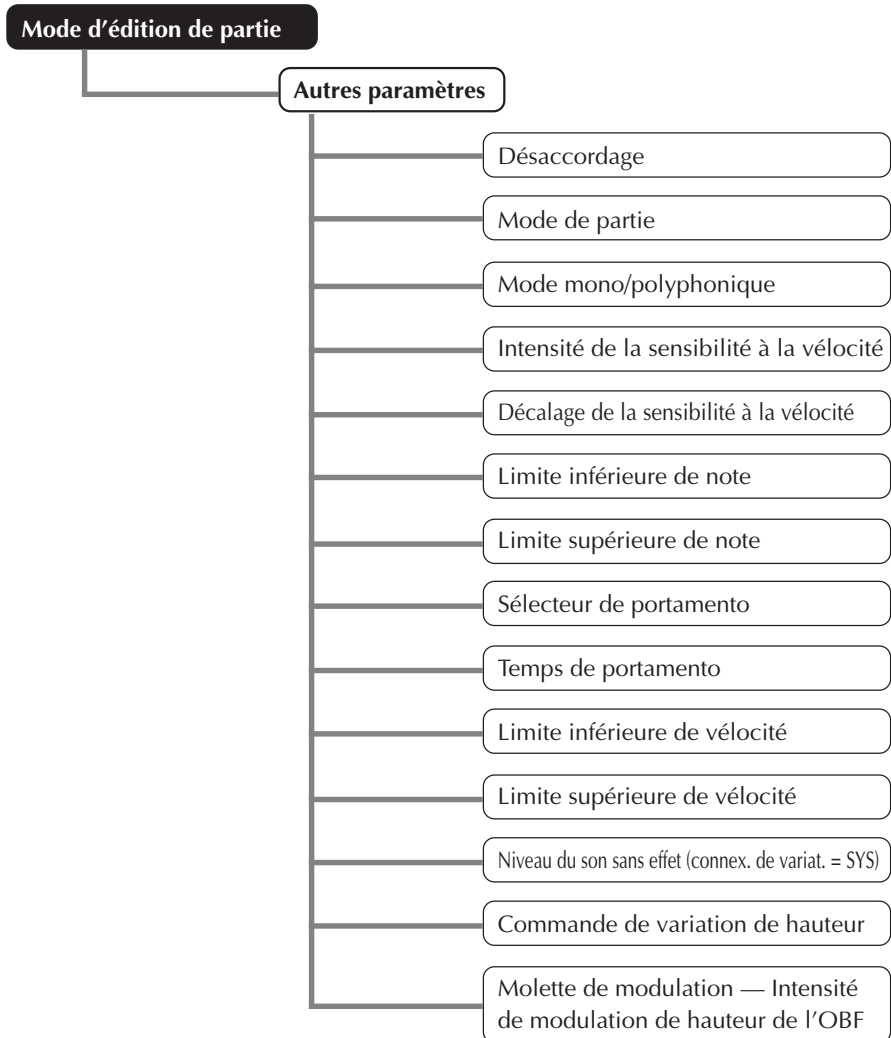 Mode d'édition de partie
Autres paramètres
Désaccordage
Mode de partie
Mode mono/polyphonique
Intensité de la sensibilité à la vélocité
Décalage de la sensibilité à la vélocité
Limite inférieure de note
Limite supérieure de note
Sélecteur de portamento
Temps de portamento
Limite inférieure de vélocité
Limite supérieure de vélocité
Niveau du son sans effet (connex. de variat. = SYS)
Commande de variation de hauteur
Molette de modulation — Intensité
de modulation de hauteur de l'OBF